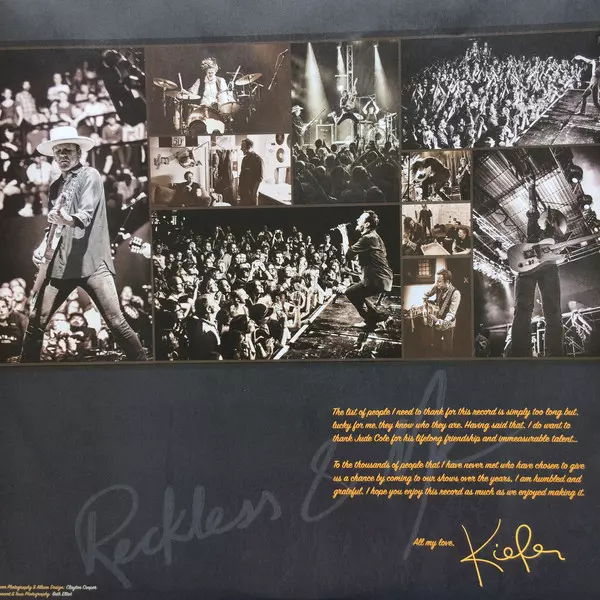 The list of people I need to thank for this record is simply too long but,
lucky for me, they know who they are. Having said that, I do want to
thank Jude Cole for his lifelong friendship and immeasurable talent...
To the thousands of people that I have never met who have chosen to give
us a chance by coming to our shows over the years, I am humbled and
grateful. I hope you enjoy this record as much as we enjoyed making it.
All my love,
Kiefer
Reckless &
Photography & Album Design: Clayton Cooper
& Tour Photography: Beth Elliott